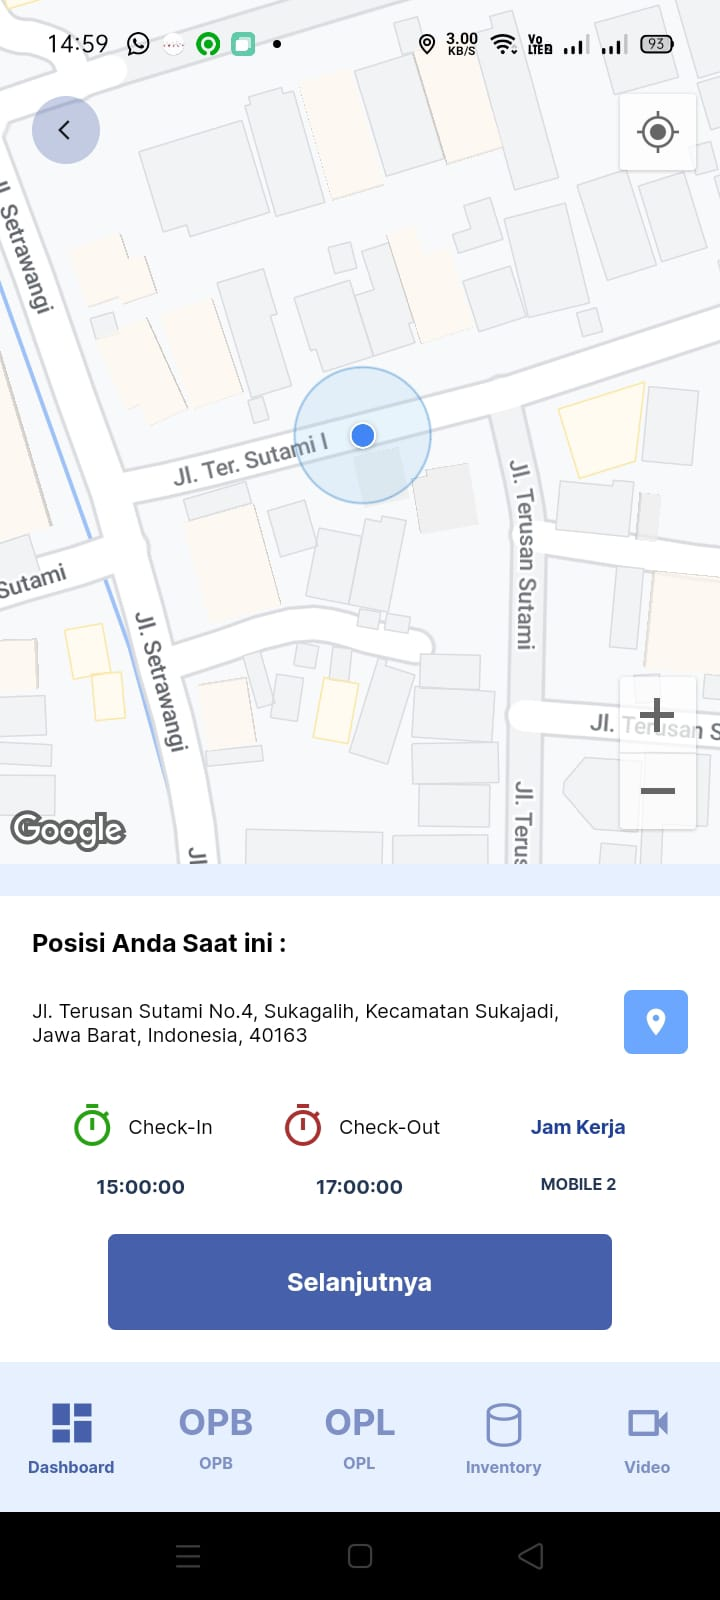 14:59
3.00
KB/S
Vo
LTE2
93
Jl. Setrawangi
Jl. Ter. Sutami I
Jl. Terusan Sutami
Sutami
Jl. Setrawangi
Jl. Terusan S
Jl. Terus
Jl
Google
Posisi Anda Saat ini :
Jl. Terusan Sutami No.4, Sukagalih, Kecamatan Sukajadi,
Jawa Barat, Indonesia, 40163
Check-In
Check-Out
Jam Kerja
15:00:00
17:00:00
MOBILE 2
Selanjutnya
OPB
OPL
Dashboard
OPB
OPL
Inventory
Video